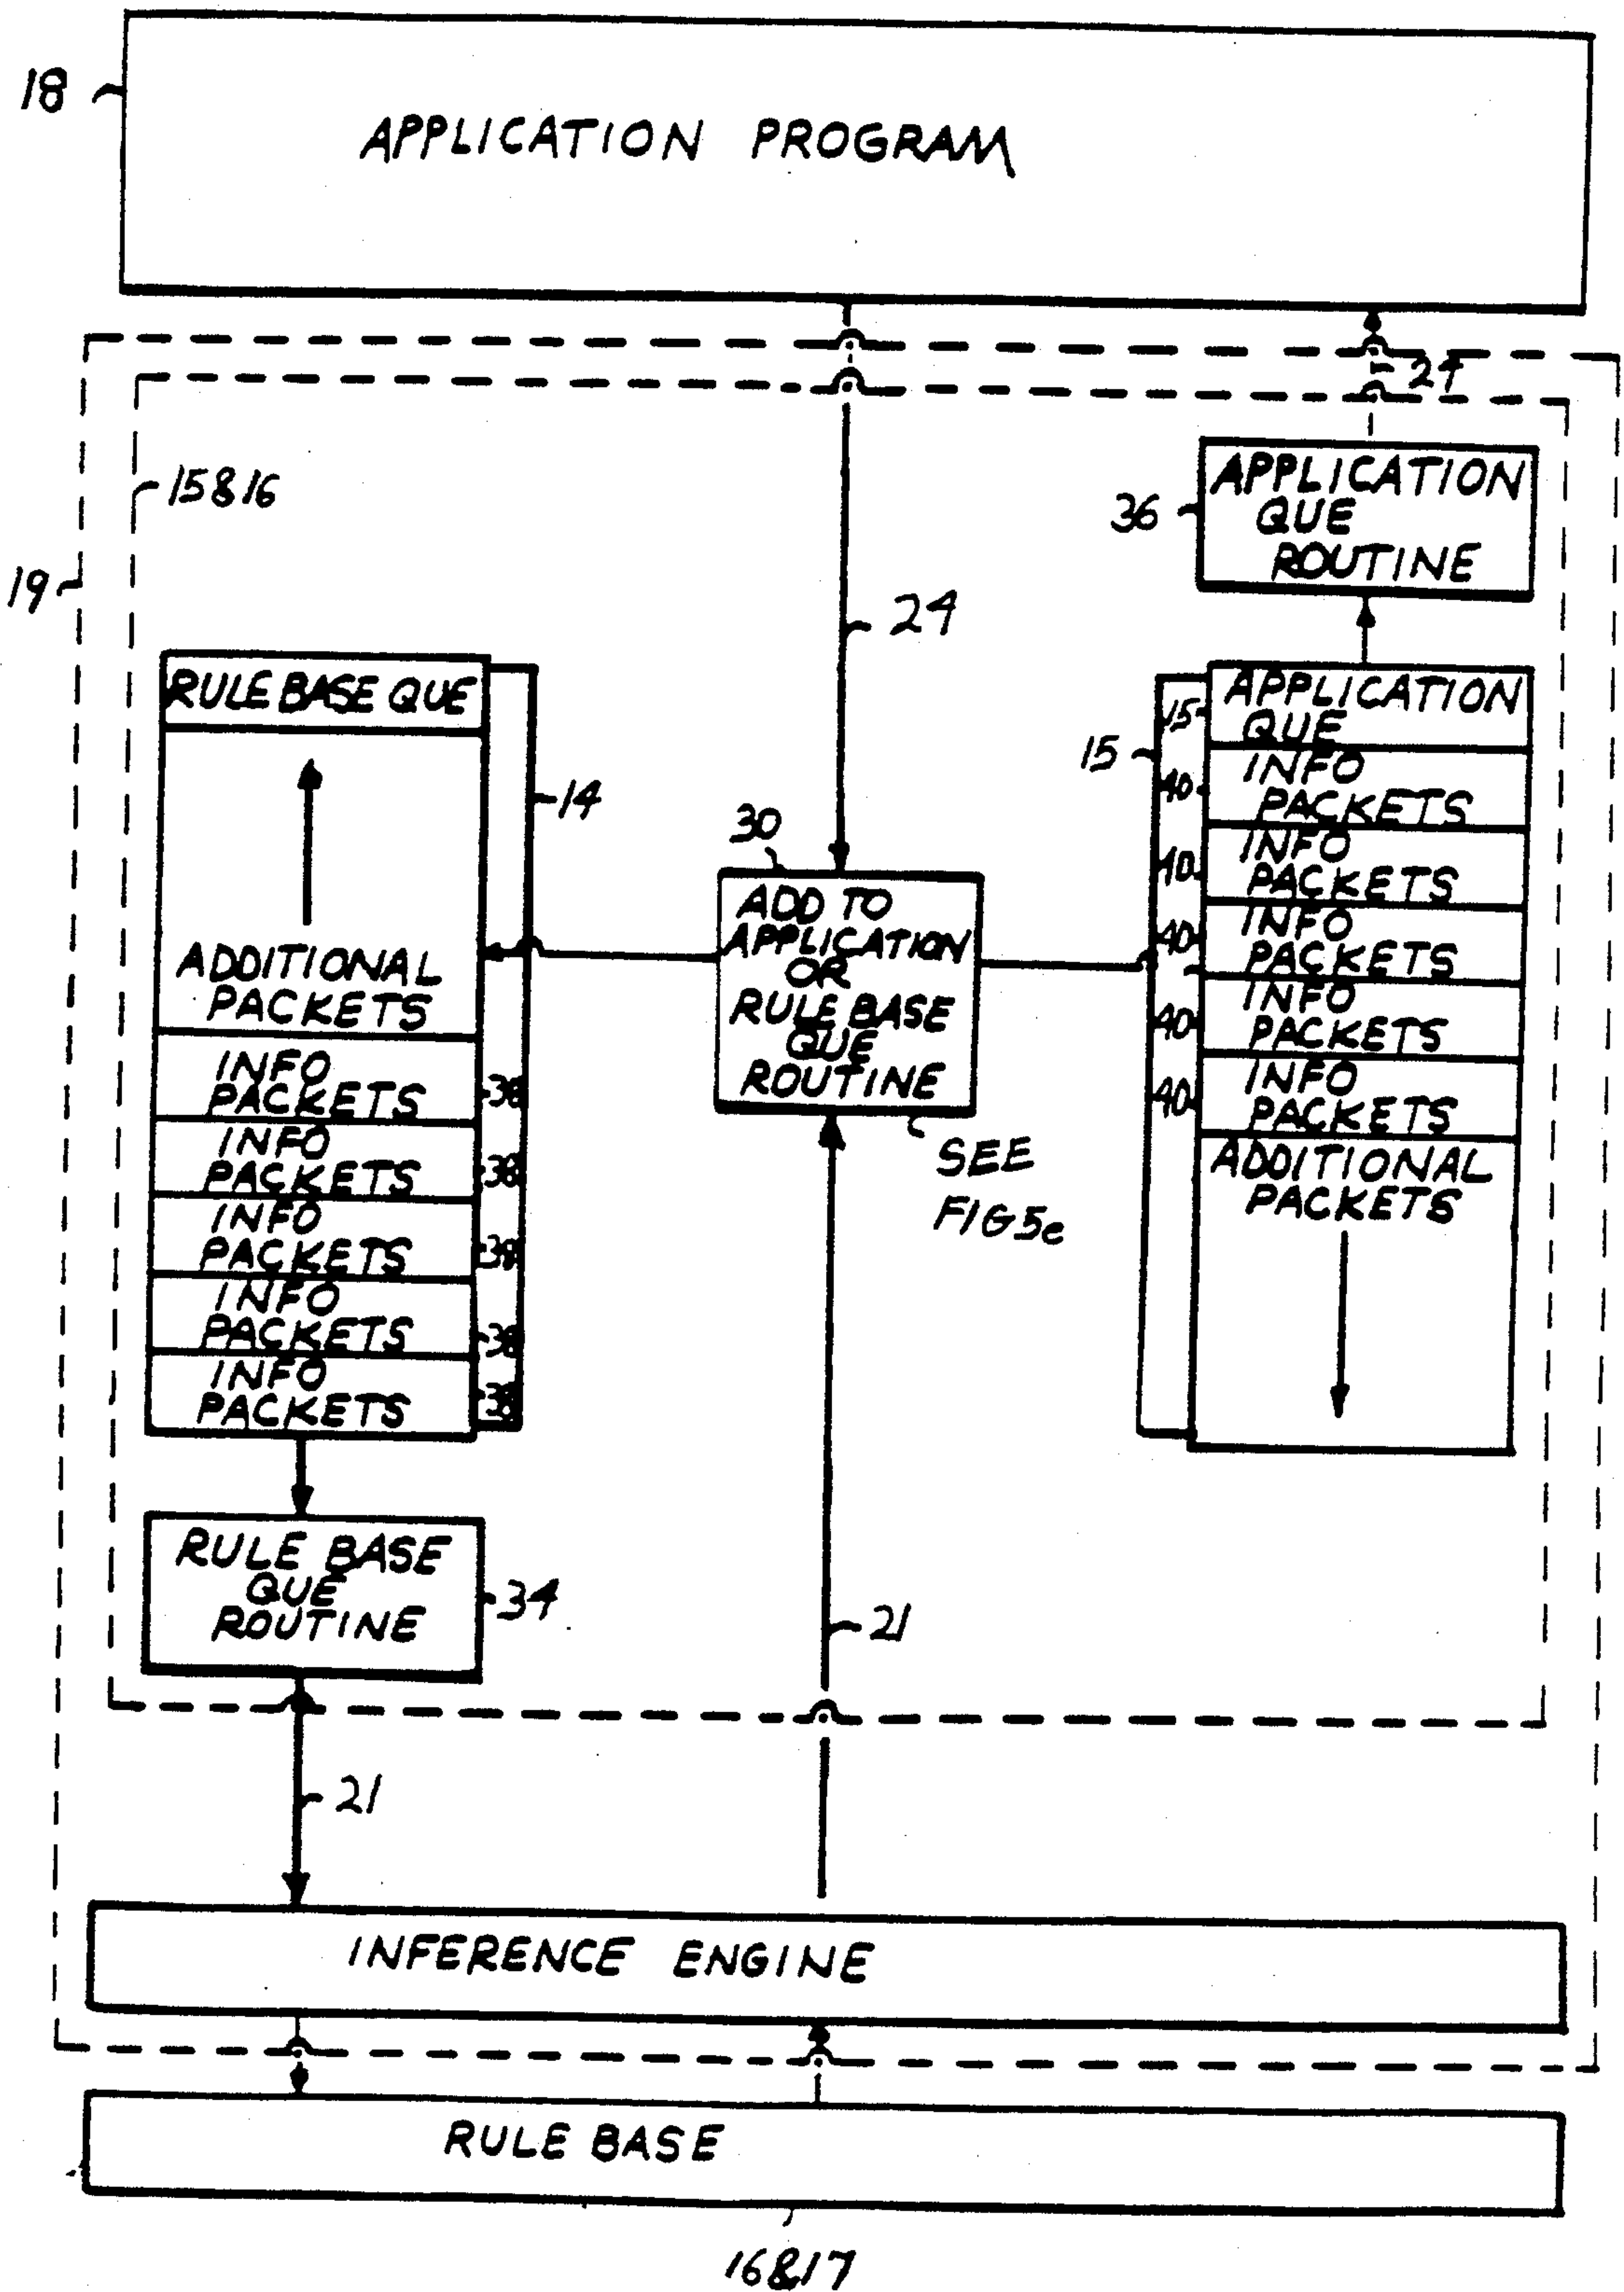 18
APPLICATION PROGRAM
24
15&16
APPLICATION
QUE
ROUTINE
36
19
24
RULE BASE QUE
14
ADDITIONAL
PACKETS
INFO
PACKETS
38
INFO
PACKETS
38
INFO
PACKETS
38
INFO
PACKETS
38
INFO
PACKETS
38
RULE BASE
QUE
ROUTINE
34
30
ADD TO
APPLICATION
OR
RULE BASE
QUE
ROUTINE
SEE
FIG5e
15
15
APPLICATION
QUE
40
INFO
PACKETS
40
INFO
PACKETS
40
INFO
PACKETS
40
INFO
PACKETS
40
INFO
PACKETS
ADDITIONAL
PACKETS
21
21
INFERENCE ENGINE
RULE BASE
16&17